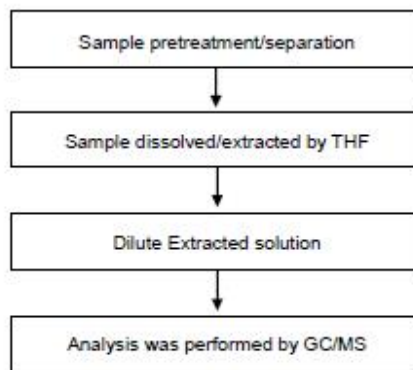 Sample pretreatment/separation
Sample dissolved/extracted by THF
Dilute Extracted solution
Analysis was performed by GC/MS